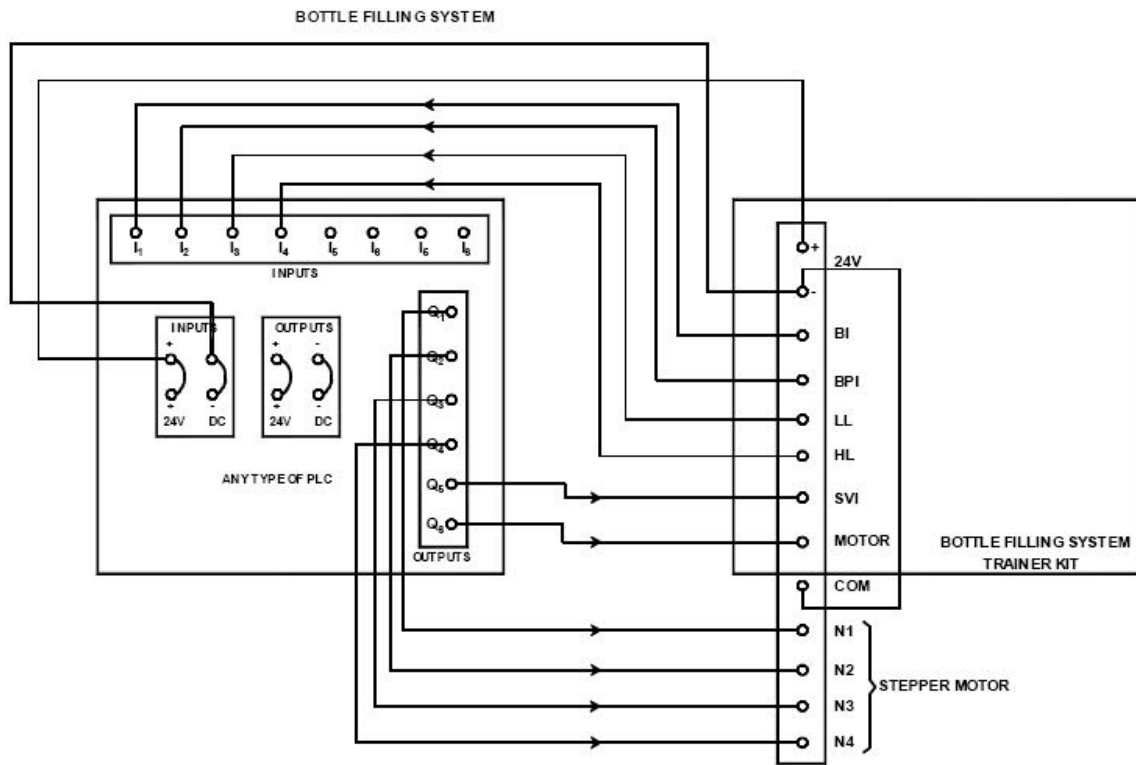 BOTTLE FILLING SYSTEM
I1 I2 I3 I4 I5 I6 I5 I6
INPUTS
INPUTS
+ -
+ -
24V DC
OUTPUTS
+ -
+ -
24V DC
ANY TYPE OF PLC
Q1
Q2
Q3
Q4
Q5
Q6
OUTPUTS
+
24V
-
BI
BPI
LL
HL
SVI
MOTOR
COM
N1
N2
N3
N4
STEPPER MOTOR
BOTTLE FILLING SYSTEM
TRAINER KIT